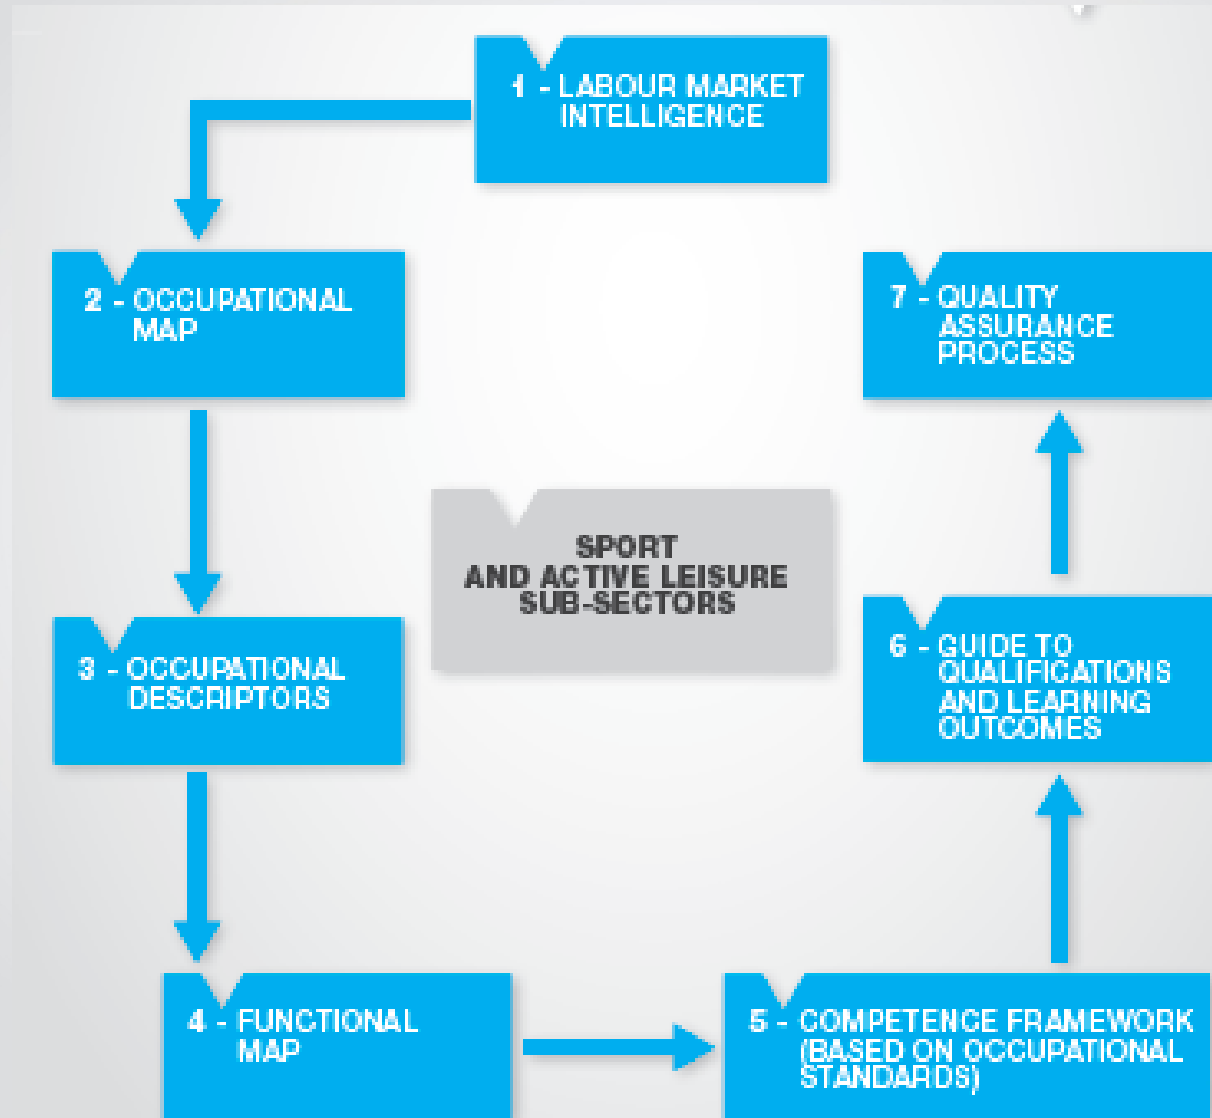 1 - LABOUR MARKET
INTELLIGENCE
2 - OCCUPATIONAL
MAP
7 - QUALITY
ASSURANCE
PROCESS
SPORT
AND ACTIVE LEISURE
SUB-SECTORS
3 - OCCUPATIONAL
DESCRIPTORS
6 - GUIDE TO
QUALIFICATIONS
AND LEARNING
OUTCOMES
4 - FUNCTIONAL
MAP
5 - COMPETENCE FRAMEWORK
(BASED ON OCCUPATIONAL
STANDARDS)